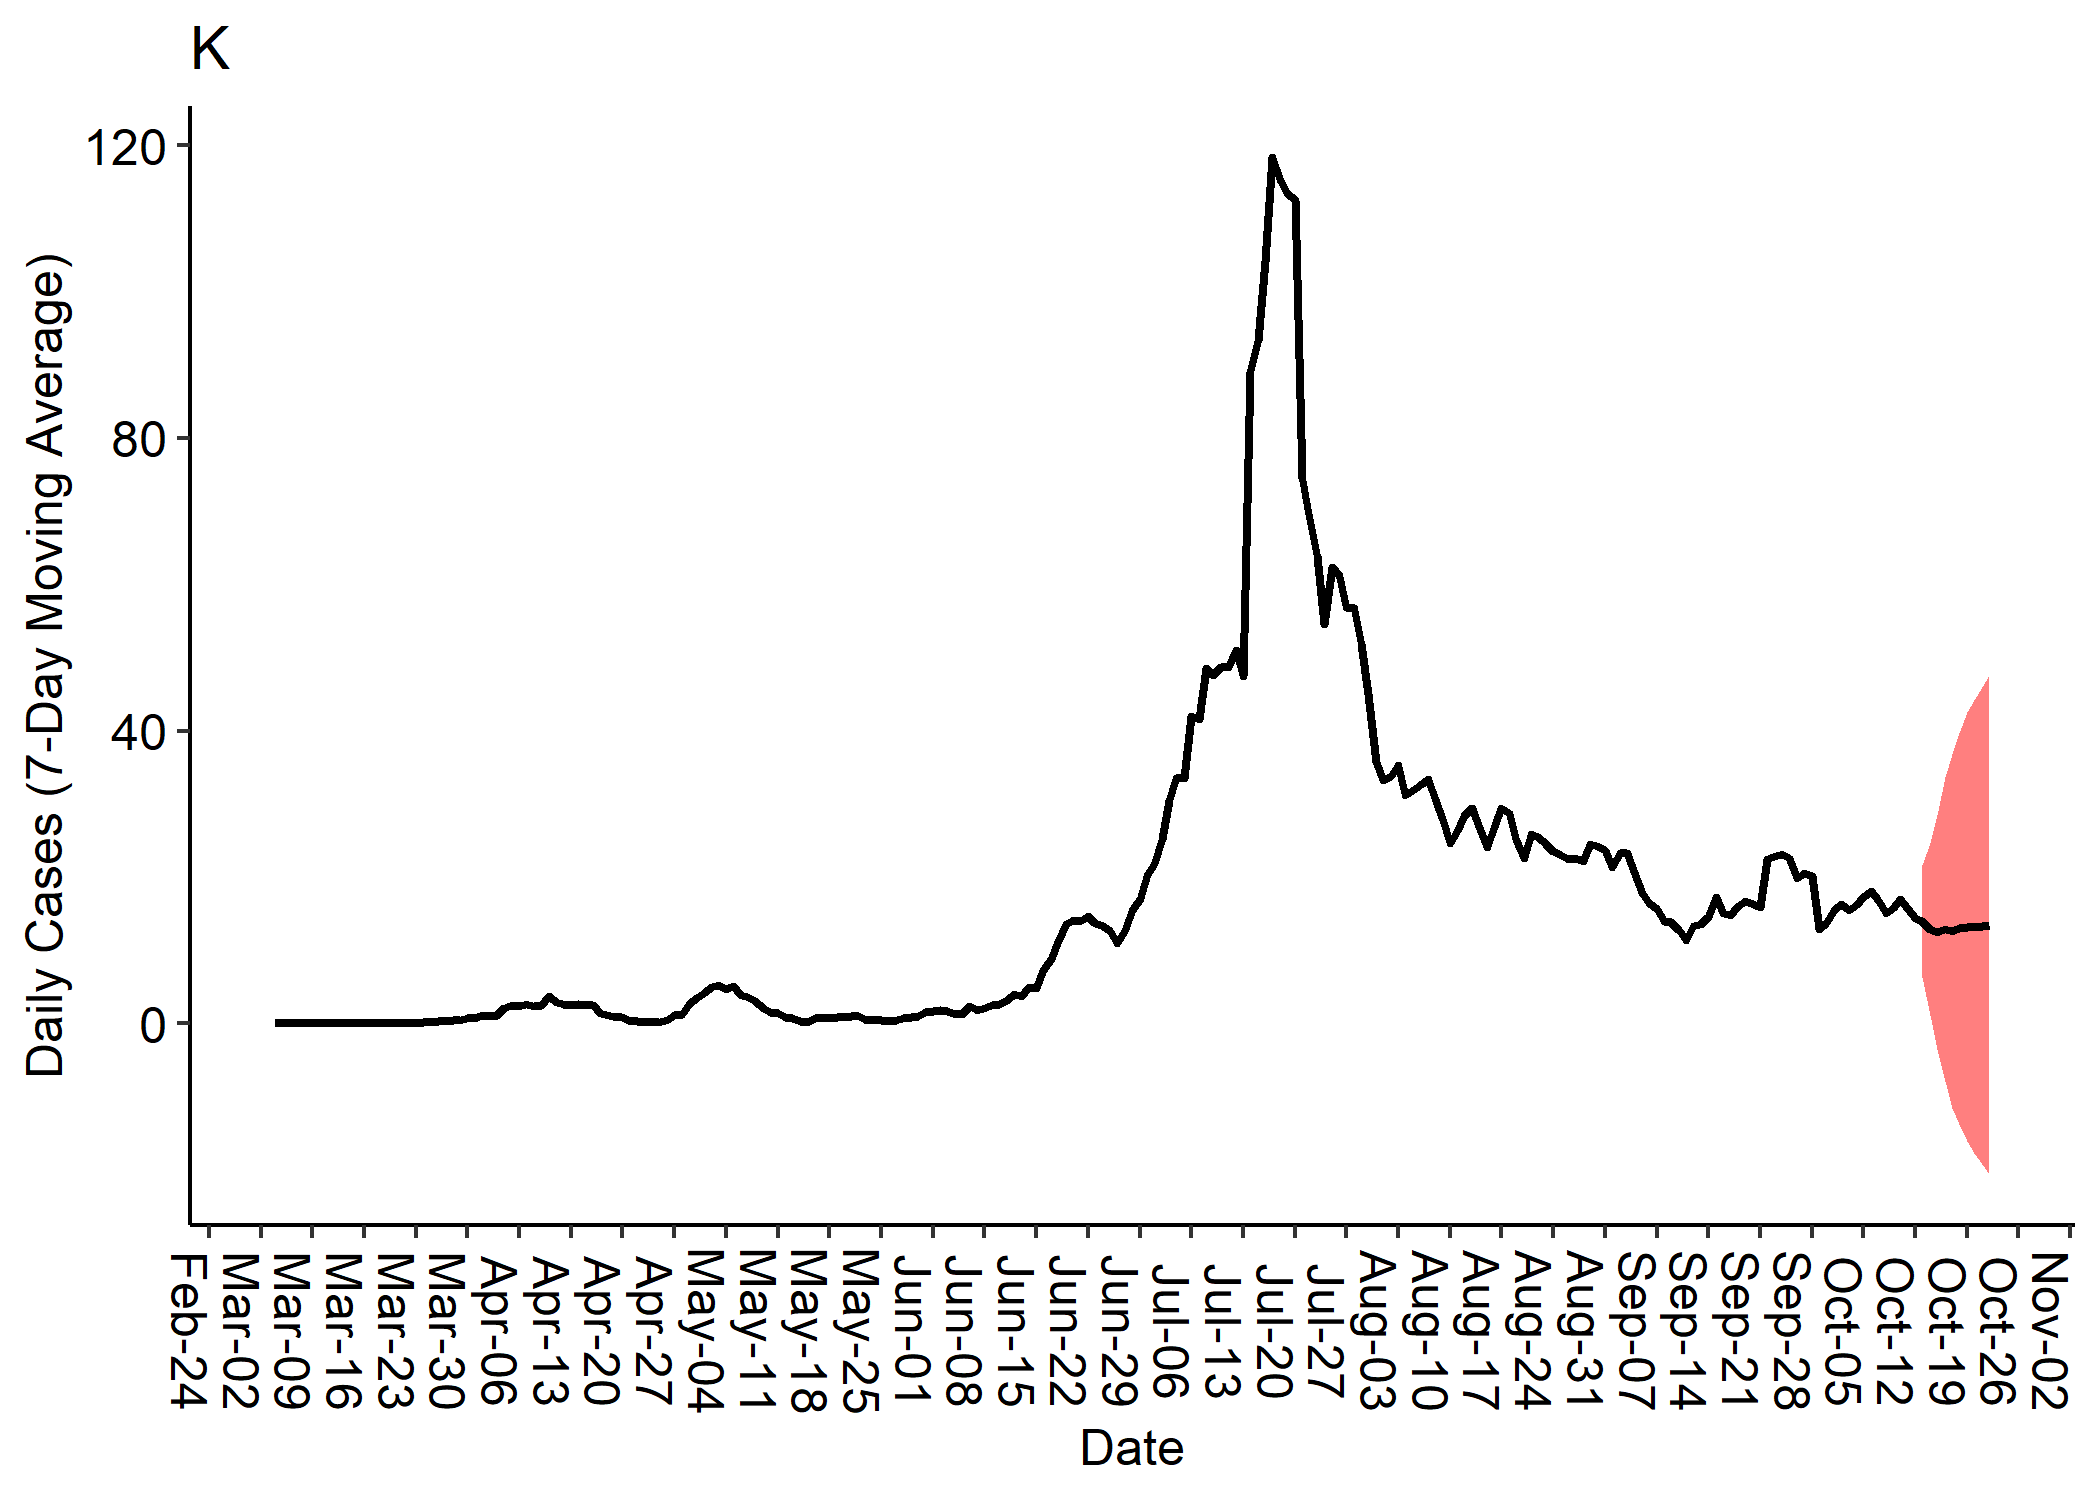 K
Daily Cases (7-Day Moving Average)
120
80
40
0
Feb-24
Mar-02
Mar-09
Mar-16
Mar-23
Mar-30
Apr-06
Apr-13
Apr-20
Apr-27
May-04
May-11
May-18
May-25
Jun-01
Jun-08
Jun-15
Jun-22
Jun-29
Jul-06
Jul-13
Jul-20
Jul-27
Aug-03
Aug-10
Aug-17
Aug-24
Aug-31
Sep-07
Sep-14
Sep-21
Sep-28
Oct-05
Oct-12
Oct-19
Oct-26
Nov-02
Date